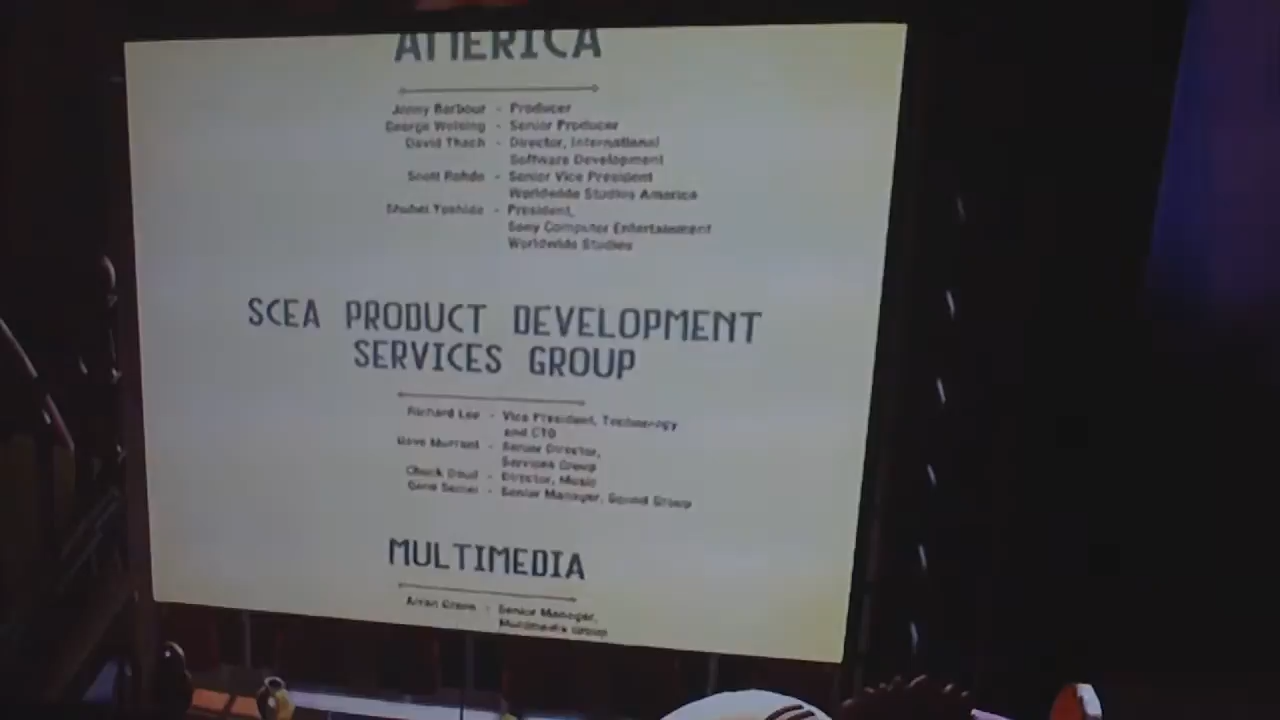 AMERICA
Jenny Barbour - Producer
George Weising - Senior Producer
David Thach - Director, International
Software Development
Scott Rohde - Senior Vice President
Worldwide Studios America
Shuhei Yoshida - President,
Sony Computer Entertainment
Worldwide Studios
SCEA PRODUCT DEVELOPMENT
SERVICES GROUP
Richard Lee - Vice President, Technology
and CTO
Dave Murrant - Senior Director,
Services Group
Chuck Doud - Director, Music
Gene Semel - Senior Manager, Sound Group
MULTIMEDIA
- Senior Manager,
Multimedia Group